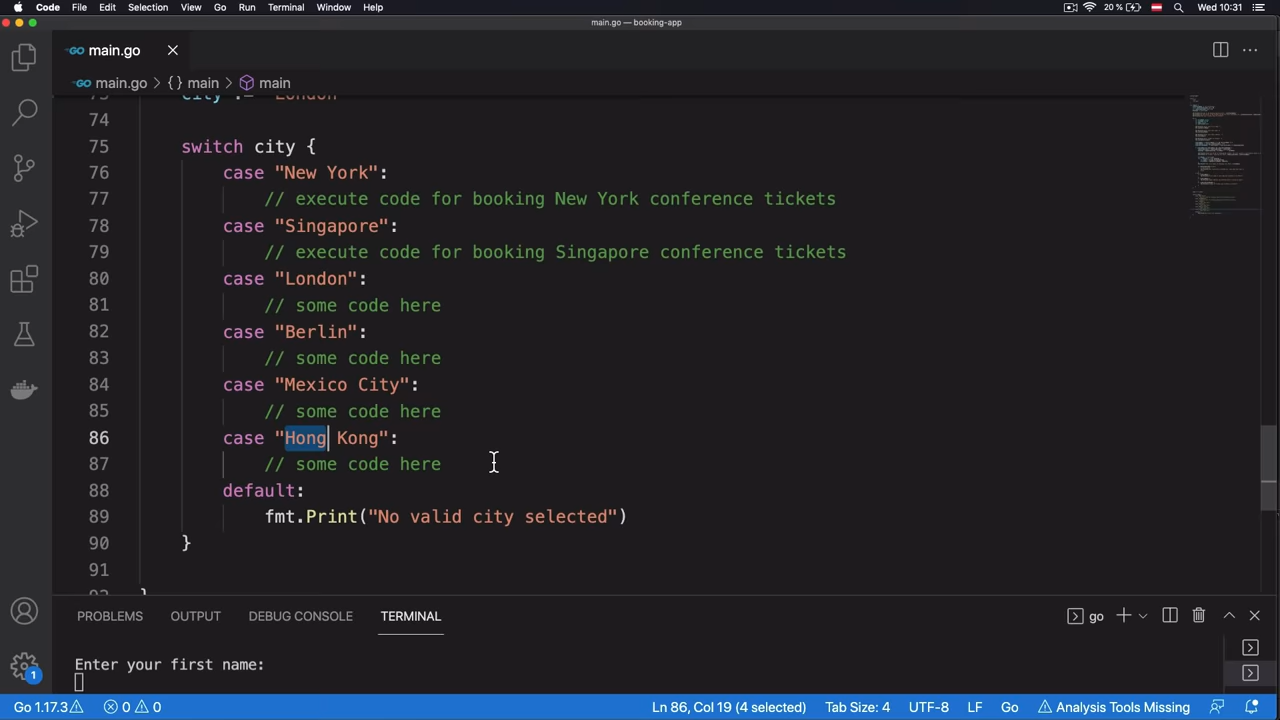 Code File Edit Selection View Go Run Terminal Window Help 20 % Wed 10:31
main.go — booking-app
GO main.go
GO main.go > { } main > main
city := "London"
74
75 switch city {
76 case "New York":
77 // execute code for booking New York conference tickets
78 case "Singapore":
79 // execute code for booking Singapore conference tickets
80 case "London":
81 // some code here
82 case "Berlin":
83 // some code here
84 case "Mexico City":
85 // some code here
86 case "Hong Kong":
87 // some code here
88 default:
89 fmt.Print("No valid city selected")
90 }
91
}
PROBLEMS OUTPUT DEBUG CONSOLE TERMINAL go
Enter your first name:
1 Go 1.17.3 0 0 Ln 86, Col 19 (4 selected) Tab Size: 4 UTF-8 LF Go Analysis Tools Missing